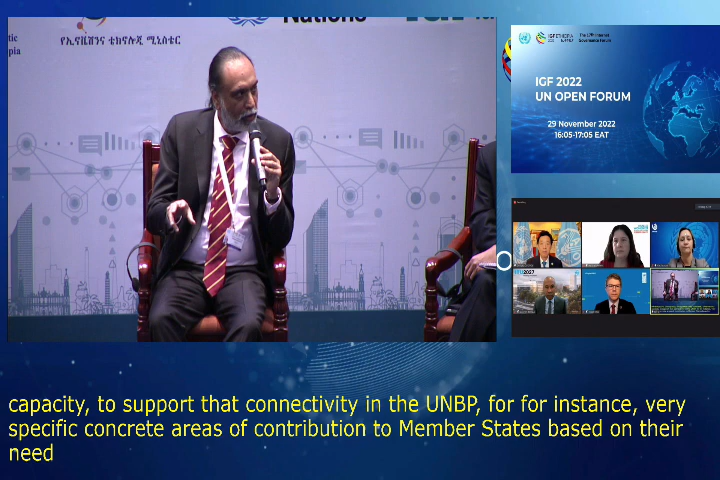 Nations
tic
pia
የኢኖቬሽንና ቴክኖሎጂ ሚኒስቴር
IGF 2022
UN OPEN FORUM
29 November 2022
16:05-17:05 EAT
capacity, to support that connectivity in the UNBP, for for instance, very
specific concrete areas of contribution to Member States based on their
need